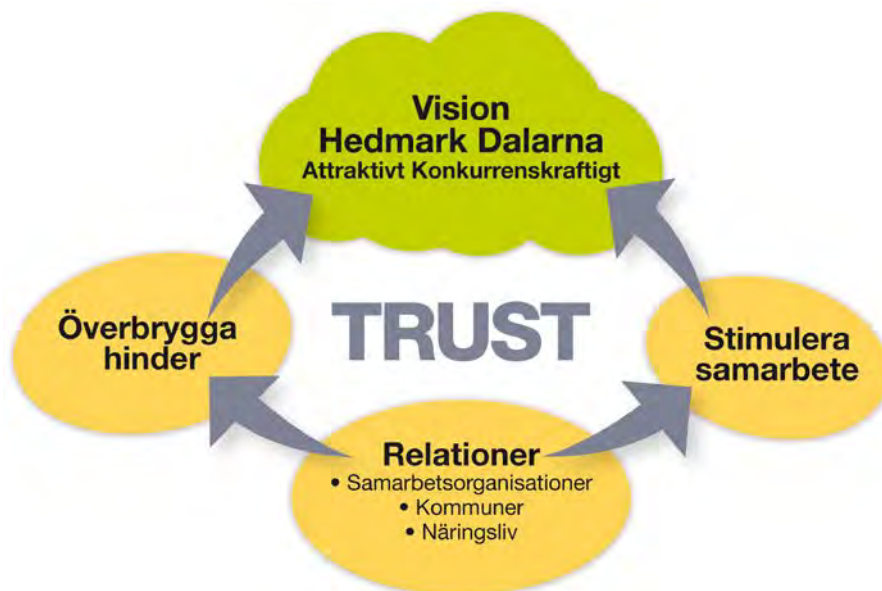 Vision
Hedmark Dalarna
Attraktivt Konkurrenskraftigt
Överbrygga
hinder
TRUST
Stimulera
samarbete
Relationer
• Samarbetsorganisationer
• Kommuner
• Näringsliv